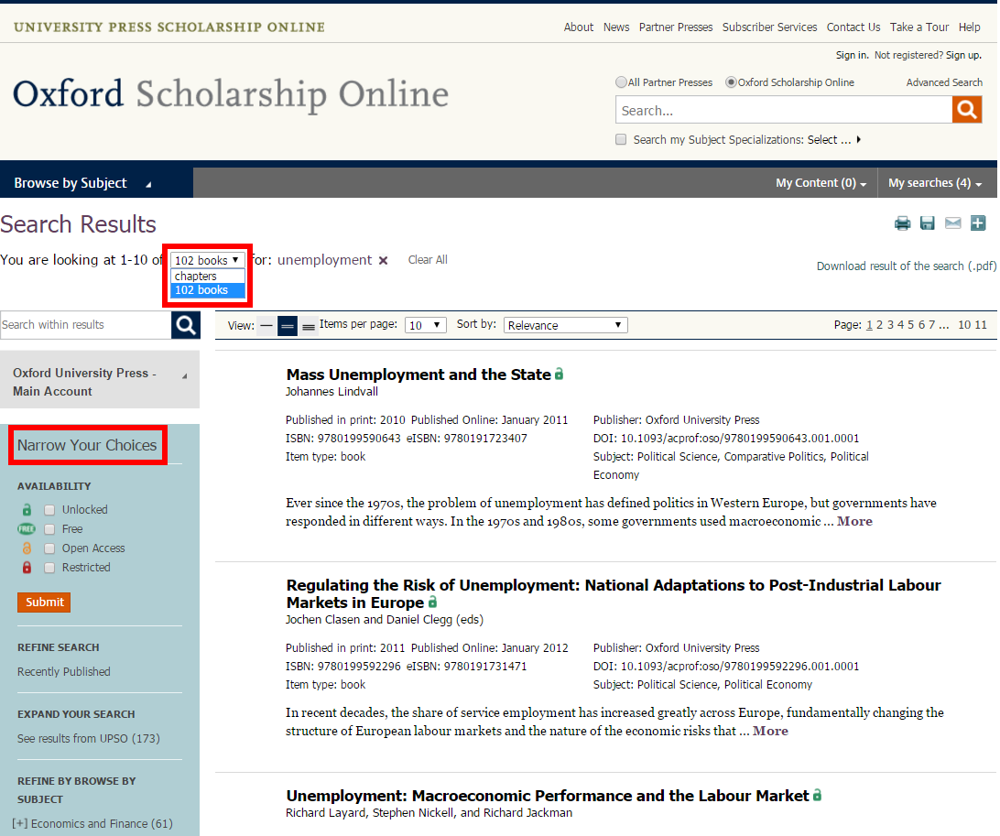 UNIVERSITY PRESS SCHOLARSHIP ONLINE
About News Partner Presses Subscriber Services Contact Us Take a Tour Help
Sign in. Not registered? Sign up.
Oxford Scholarship Online
All Partner Presses Oxford Scholarship Online Advanced Search
Search...
Search my Subject Specializations: Select ...
Browse by Subject
My Content (0) My searches (4)
Search Results
You are looking at 1-10 of 102 books for: unemployment Clear All
chapters
102 books
Download result of the search (.pdf)
Search within results
View: Items per page: 10 Sort by: Relevance Page: 1 2 3 4 5 6 7 ... 10 11
Oxford University Press -
Main Account
Narrow Your Choices
AVAILABILITY
Unlocked
FREE Free
Open Access
Restricted
Submit
REFINE SEARCH
Recently Published
EXPAND YOUR SEARCH
See results from UPSO (173)
REFINE BY BROWSE BY
SUBJECT
[+] Economics and Finance (61)
Mass Unemployment and the State
Johannes Lindvall
Published in print: 2010 Published Online: January 2011
ISBN: 9780199590643 eISBN: 9780191723407
Item type: book
Publisher: Oxford University Press
DOI: 10.1093/acprof:oso/9780199590643.001.0001
Subject: Political Science, Comparative Politics, Political
Economy
Ever since the 1970s, the problem of unemployment has defined politics in Western Europe, but governments have
responded in different ways. In the 1970s and 1980s, some governments used macroeconomic ... More
Regulating the Risk of Unemployment: National Adaptations to Post-Industrial Labour
Markets in Europe
Jochen Clasen and Daniel Clegg (eds)
Published in print: 2011 Published Online: January 2012
ISBN: 9780199592296 eISBN: 9780191731471
Item type: book
Publisher: Oxford University Press
DOI: 10.1093/acprof:oso/9780199592296.001.0001
Subject: Political Science, Political Economy
In recent decades, the share of service employment has increased greatly across Europe, fundamentally changing the
structure of European labour markets and the nature of the economic risks that ... More
Unemployment: Macroeconomic Performance and the Labour Market
Richard Layard, Stephen Nickell, and Richard Jackman